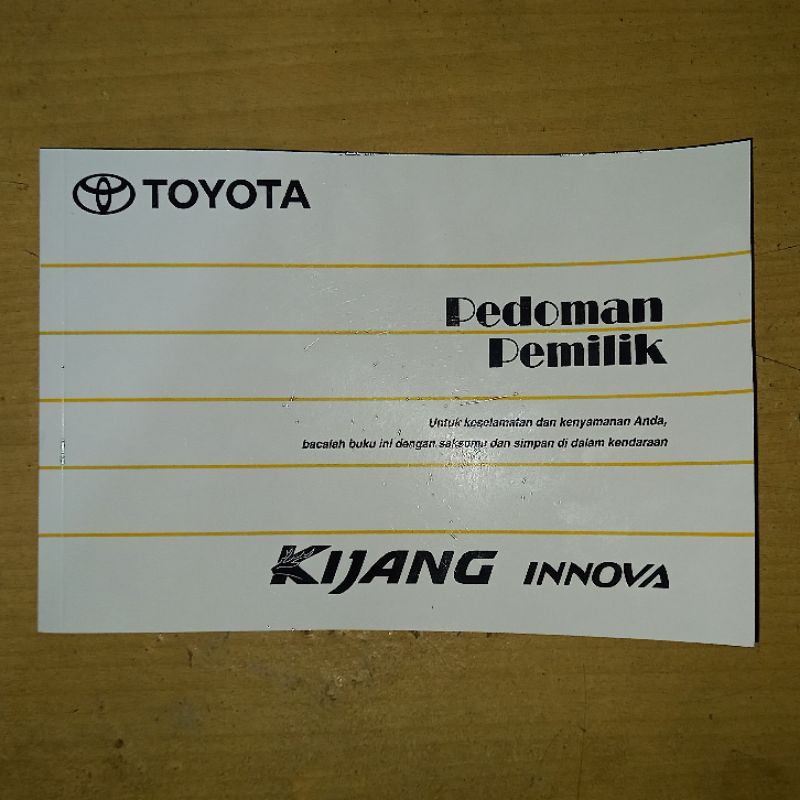 TOYOTA
Pedoman
Pemilik
Untuk keselamatan dan kenyamanan Anda,
bacalah buku ini dengan saksama dan simpan di dalam kendaraan
KIJANG INNOVA